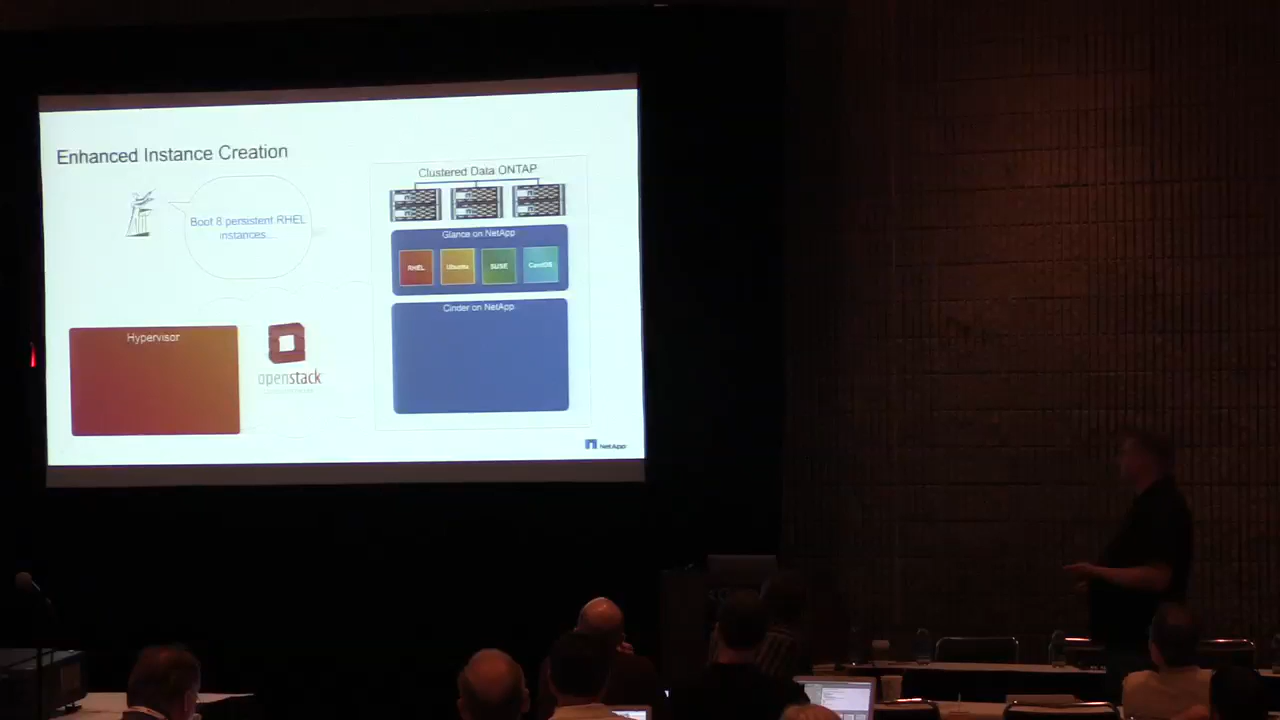 Enhanced Instance Creation
Boot 8 persistent RHEL
instances...
Clustered Data ONTAP
Glance on NetApp
RHEL
Ubuntu
SUSE
CentOS
Cinder on NetApp
Hypervisor
openstack
NetApp